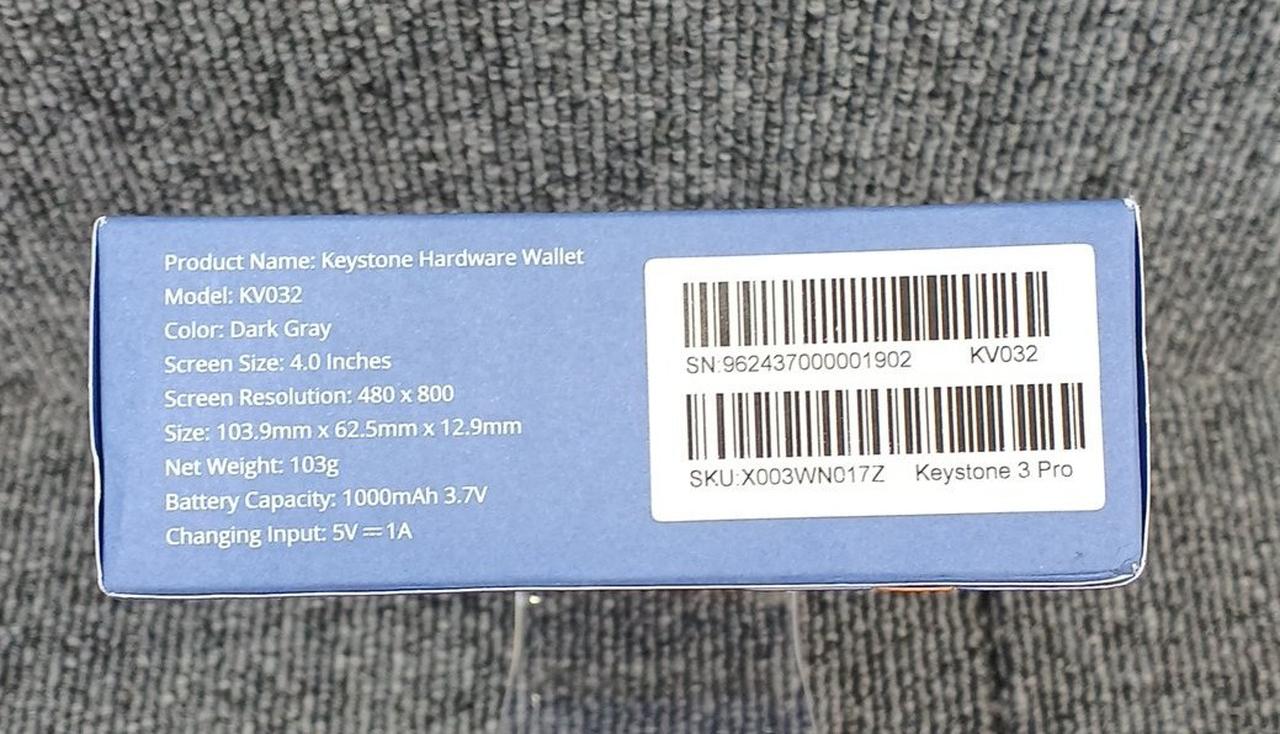 Product Name: Keystone Hardware Wallet
Model: KV032
Color: Dark Gray
Screen Size: 4.0 Inches
Screen Resolution: 480 x 800
Size: 103.9mm x 62.5mm x 12.9mm
Net Weight: 103g
Battery Capacity: 1000mAh 3.7V
Changing Input: 5V⎓1A
SN:962437000001902 KV032
SKU:X003WN017Z Keystone 3 Pro